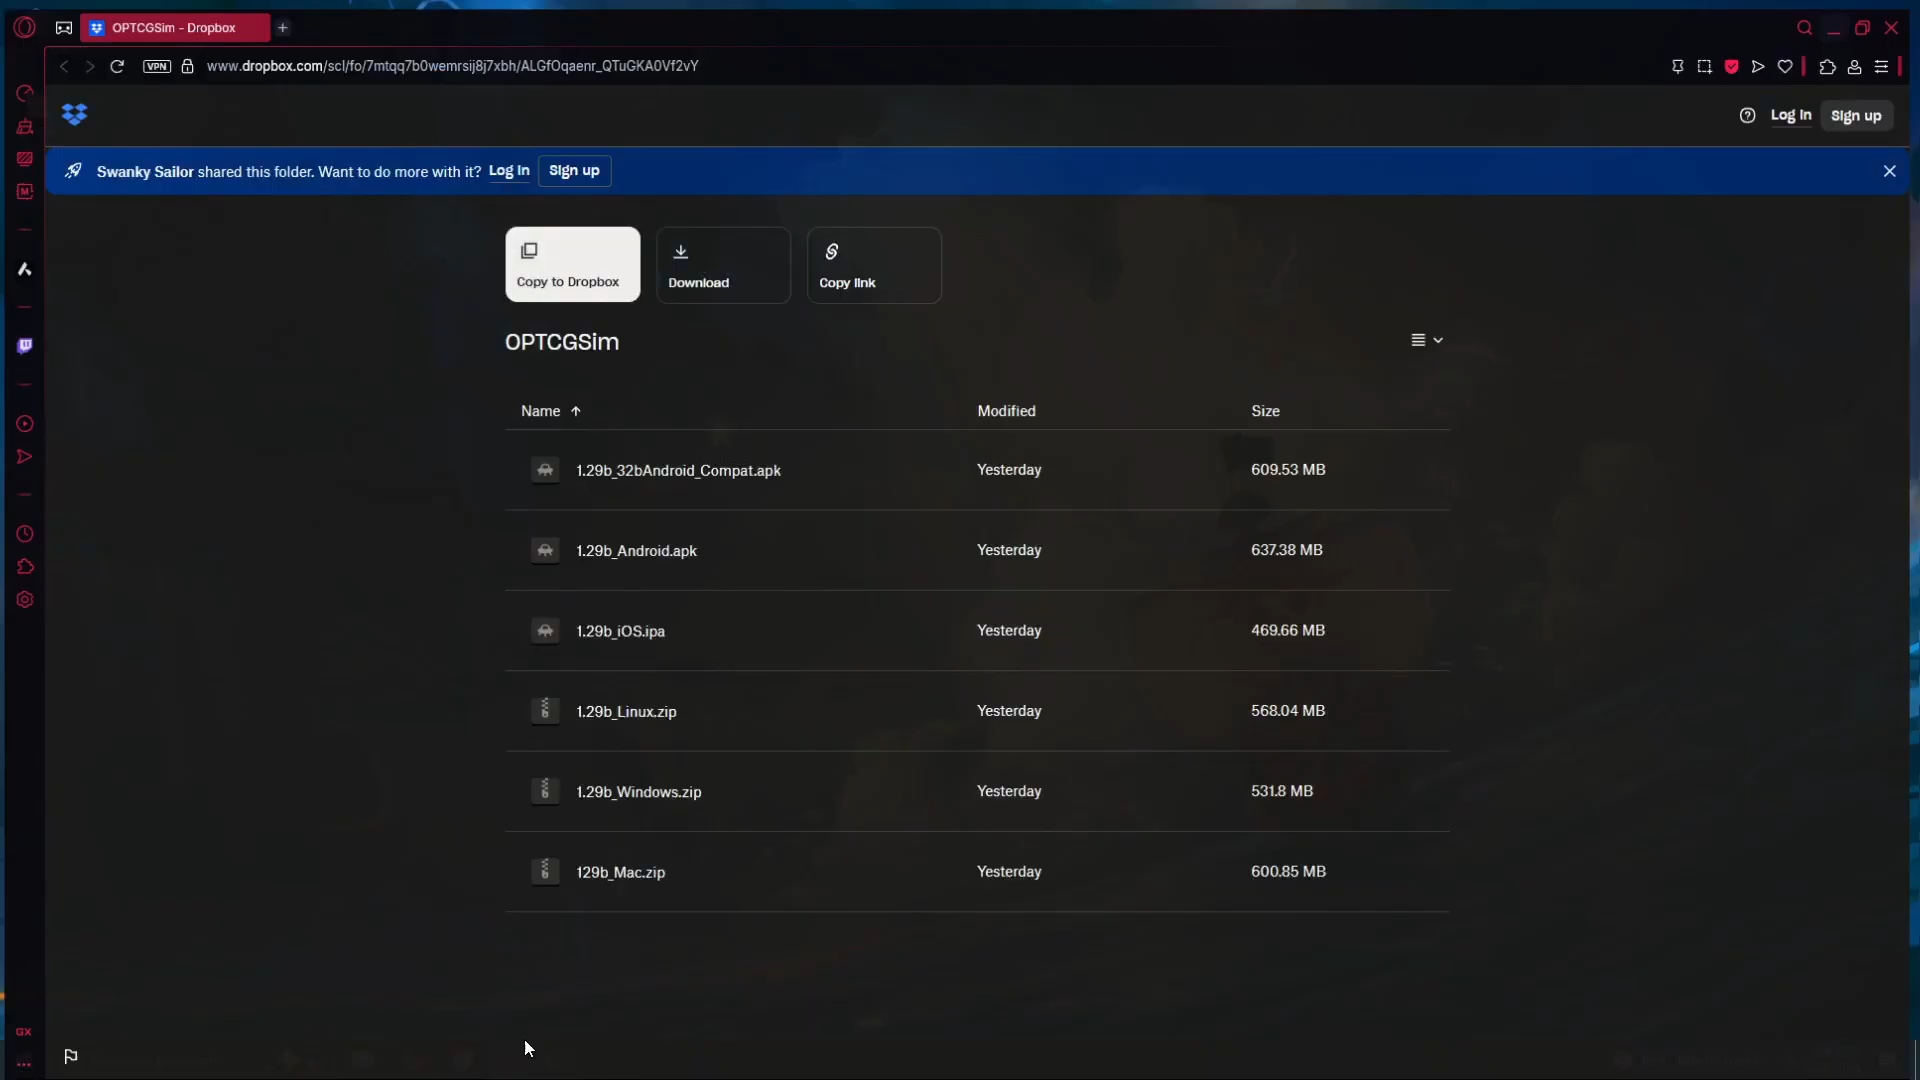 OPTCGSim - Dropbox
VPN
www.dropbox.com/scl/fo/7mtqq7b0wemrsij8j7xbh/ALGfOqaenr_QTuGKA0Vf2vY
Log in
Sign up
Swanky Sailor shared this folder. Want to do more with it? Log in Sign up
Copy to Dropbox
Download
Copy link
OPTCGSim
Name Modified Size
1.29b_32bAndroid_Compat.apk Yesterday 609.53 MB
1.29b_Android.apk Yesterday 637.38 MB
1.29b_iOS.ipa Yesterday 469.66 MB
1.29b_Linux.zip Yesterday 568.04 MB
1.29b_Windows.zip Yesterday 531.8 MB
129b_Mac.zip Yesterday 600.85 MB
GX